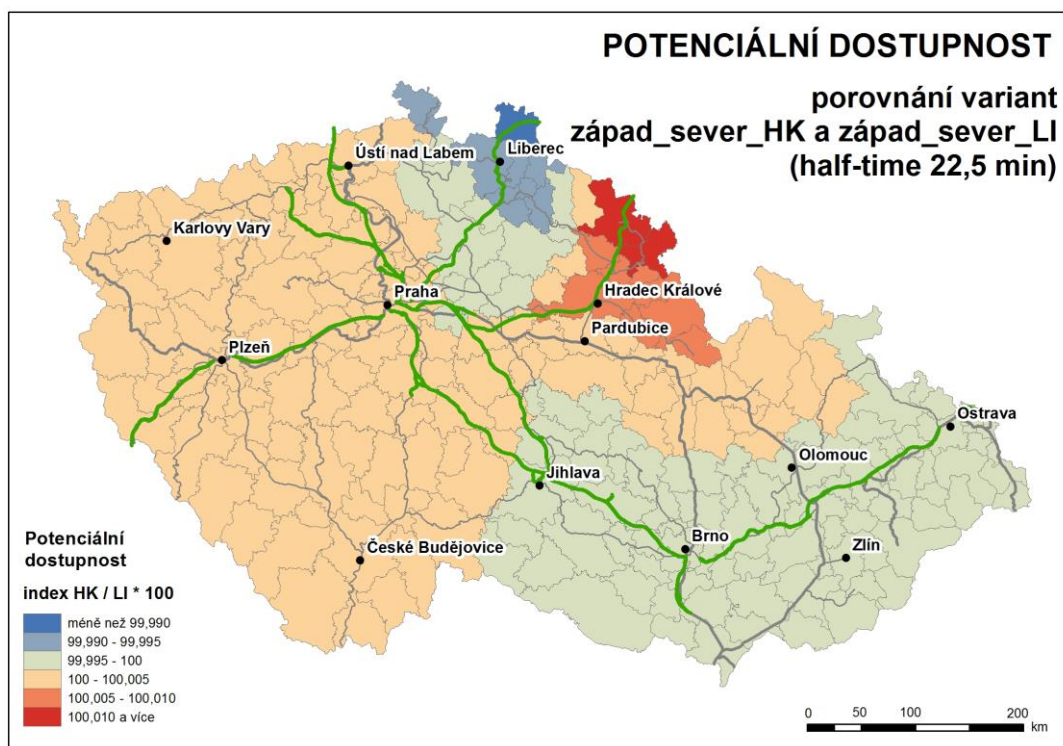 POTENCIÁLNÍ DOSTUPNOST
porovnání variant
západ_sever_HK a západ_sever_LI
(half-time 22,5 min)
Ústí nad Labem
Liberec
Karlovy Vary
Praha
Hradec Králové
Pardubice
Plzeň
Ostrava
Olomouc
Jihlava
Brno
Zlín
České Budějovice
Potenciální
dostupnost
index HK / LI * 100
méně než 99,990
99,990 - 99,995
99,995 - 100
100 - 100,005
100,005 - 100,010
100,010 a více
0 50 100 200
km